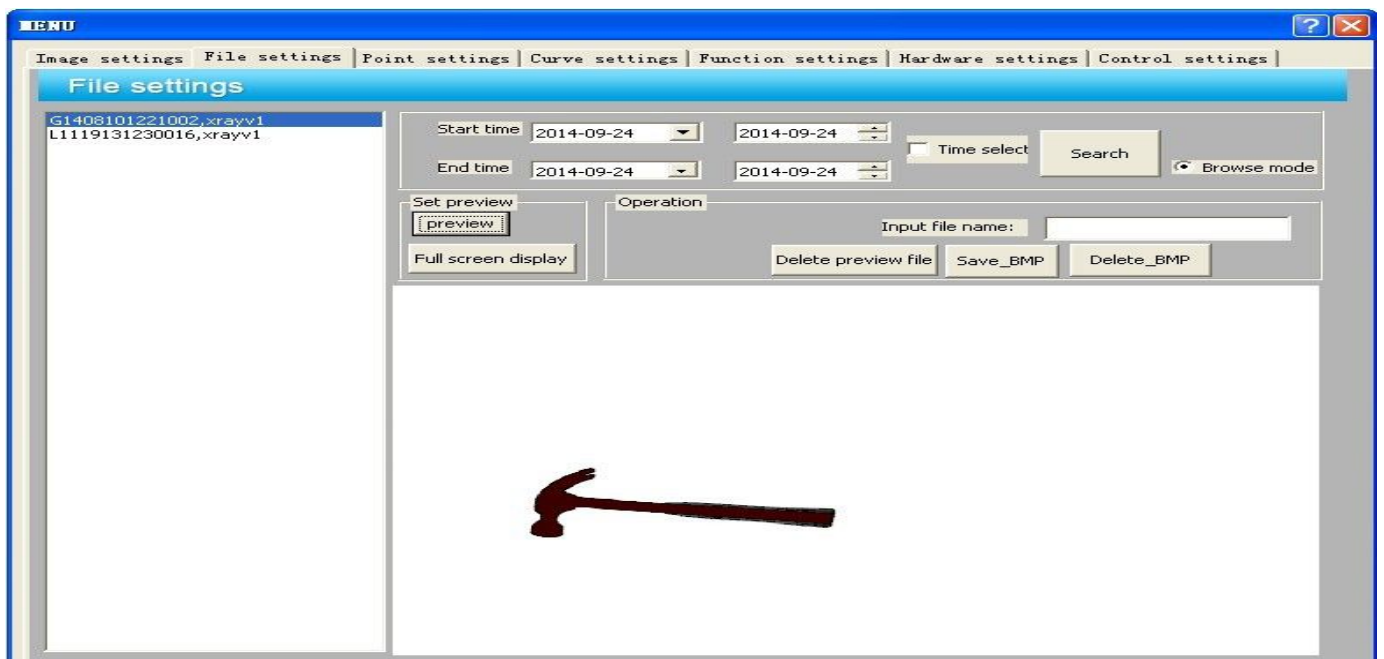 MENU
Image settings File settings Point settings Curve settings Function settings Hardware settings Control settings
File settings
G1408101221002,xrayv1
L1119131230016,xrayv1
Start time 2014-09-24 2014-09-24
Time select Search
End time 2014-09-24 2014-09-24 Browse mode
Set preview Operation
preview Input file name:
Full screen display Delete preview file Save_BMP Delete_BMP